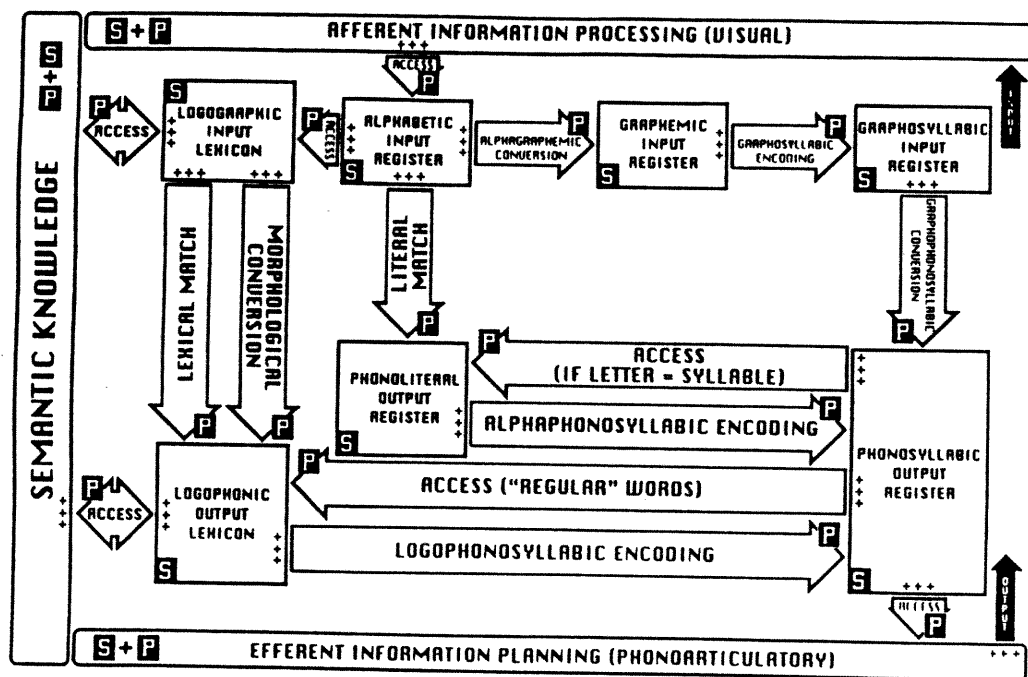 S + P
AFFERENT INFORMATION PROCESSING (VISUAL)
+++
ACCESS
P
INPUT
S
+
P
SEMANTIC KNOWLEDGE
+++
P
ACCESS
S
LOGOGRAPHIC
INPUT
LEXICON
+++
+++
+++
P
ACCESS
ALPHABETIC
INPUT
REGISTER
+++
+++
+++
S
P
ALPHAGRAPHEMIC
CONVERSION
GRAPHEMIC
INPUT
REGISTER
+++
S
P
GRAPHOSYLLABIC
ENCODING
GRAPHOSYLLABIC
INPUT
REGISTER
+++
S
LEXICAL MATCH
P
MORPHOLOGICAL
CONVERSION
P
LITERAL
MATCH
P
GRAPHOPHONOSYLLABIC
CONVERSION
P
PHONOLITERAL
OUTPUT
REGISTER
+++
S
P
ACCESS
(IF LETTER = SYLLABLE)
ALPHAPHONOSYLLABIC ENCODING
P
P
ACCESS ("REGULAR" WORDS)
LOGOPHONOSYLLABIC ENCODING
P
+++
PHONOSYLLABIC
OUTPUT
REGISTER
+++
+++
S
P
ACCESS
LOGOPHONIC
OUTPUT
LEXICON
+++
+++
S
ACCESS
P
OUTPUT
S + P
EFFERENT INFORMATION PLANNING (PHONOARTICULATORY)
+++